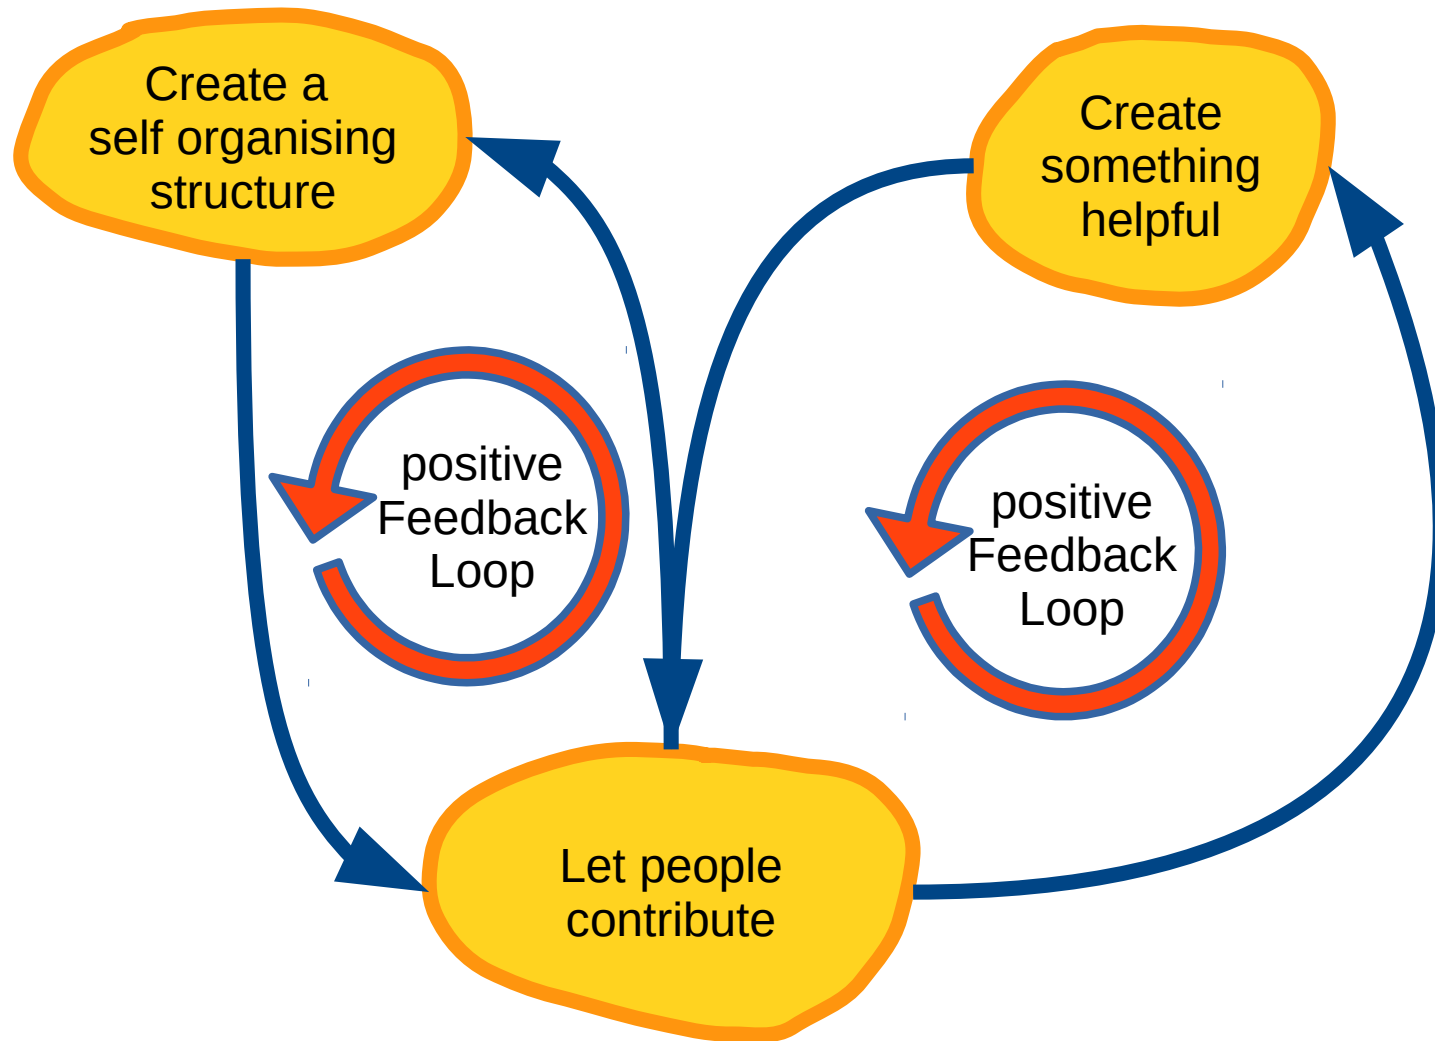 Create a
self organising
structure
Create
something
helpful
positive
Feedback
Loop
positive
Feedback
Loop
Let people
contribute